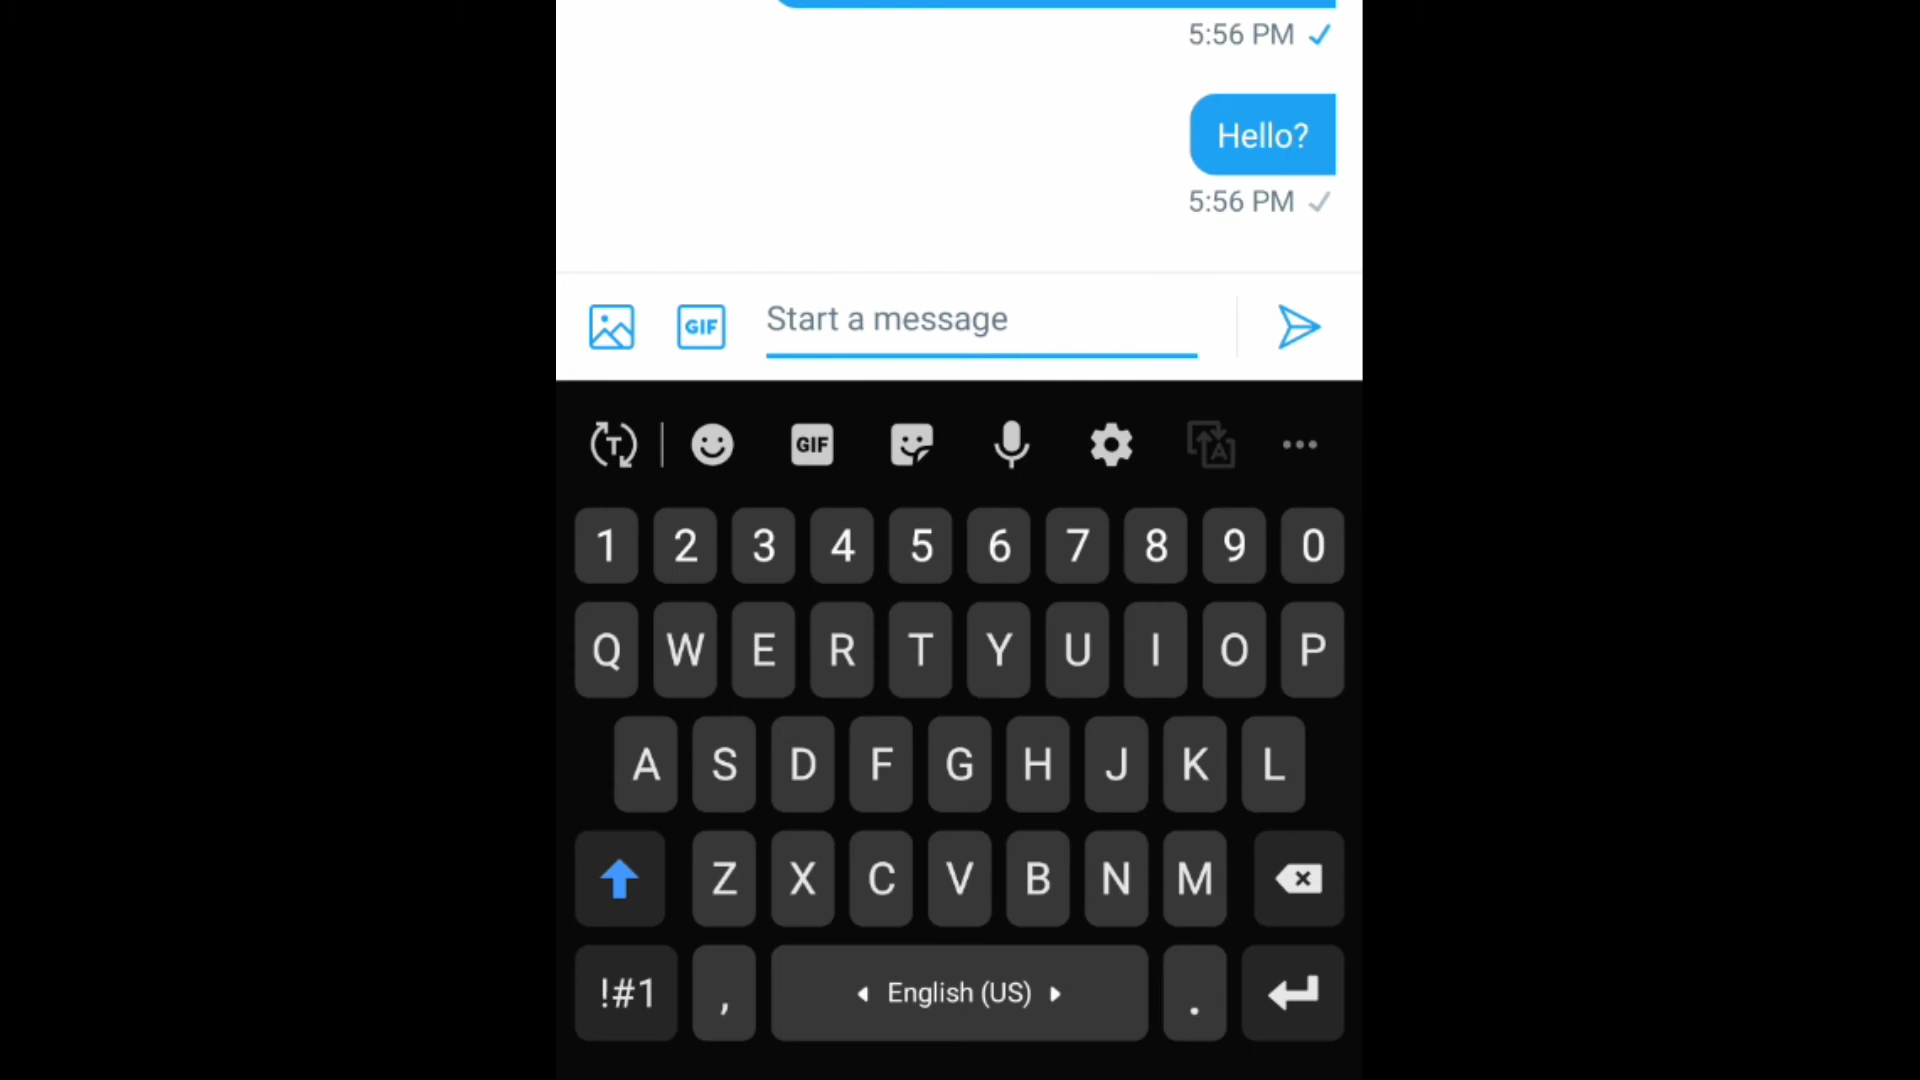 5:56 PM
Hello?
5:56 PM
GIF Start a message
T GIF A
1 2 3 4 5 6 7 8 9 0
Q W E R T Y U I O P
A S D F G H J K L
Z X C V B N M
!#1 , English (US) .